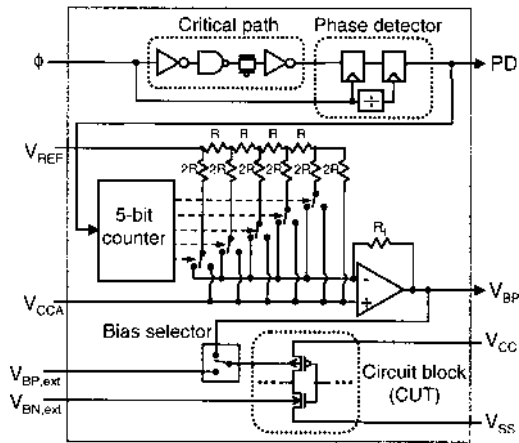 Critical path
Phase detector
ϕ
÷
PD
R R R R
V_REF
2R 2R 2R 2R 2R 2R
5-bit
counter
R_f
-
+
V_CCA
V_BP
Bias selector
V_CC
V_BP,ext
Circuit block
(CUT)
V_BN,ext
V_SS